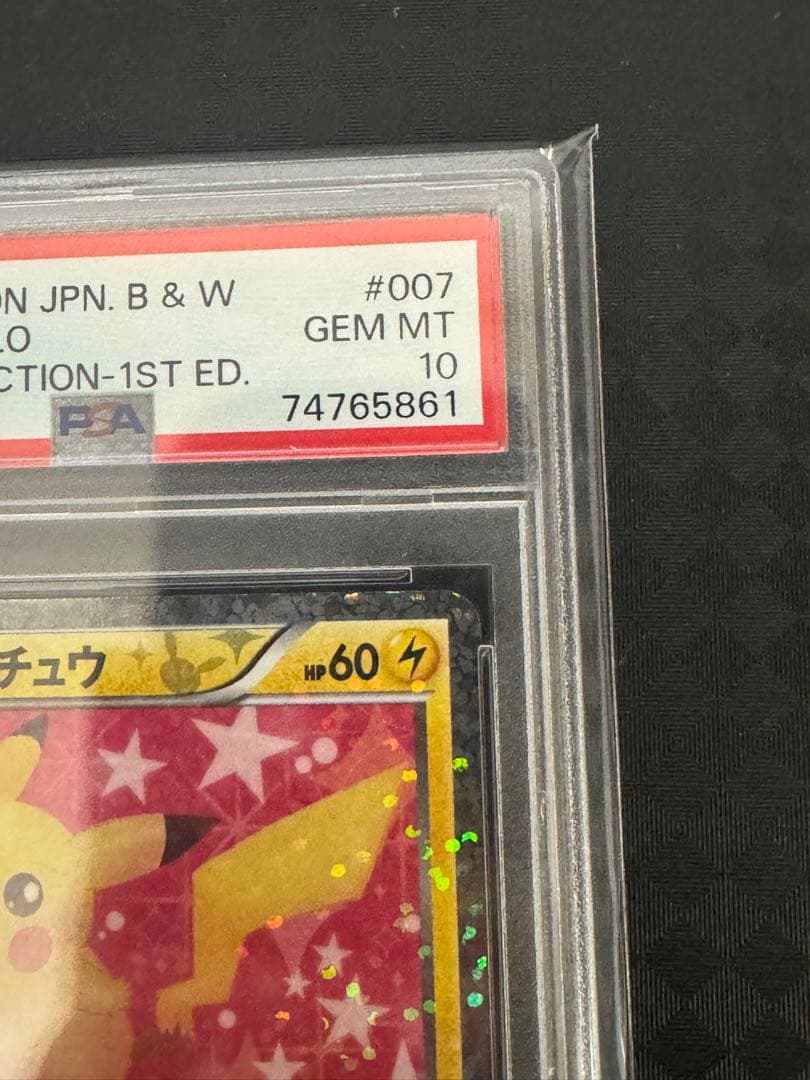 ON JPN. B & W #007
LO GEM MT
CTION-1ST ED. 10
PSA 74765861
チュウ HP60